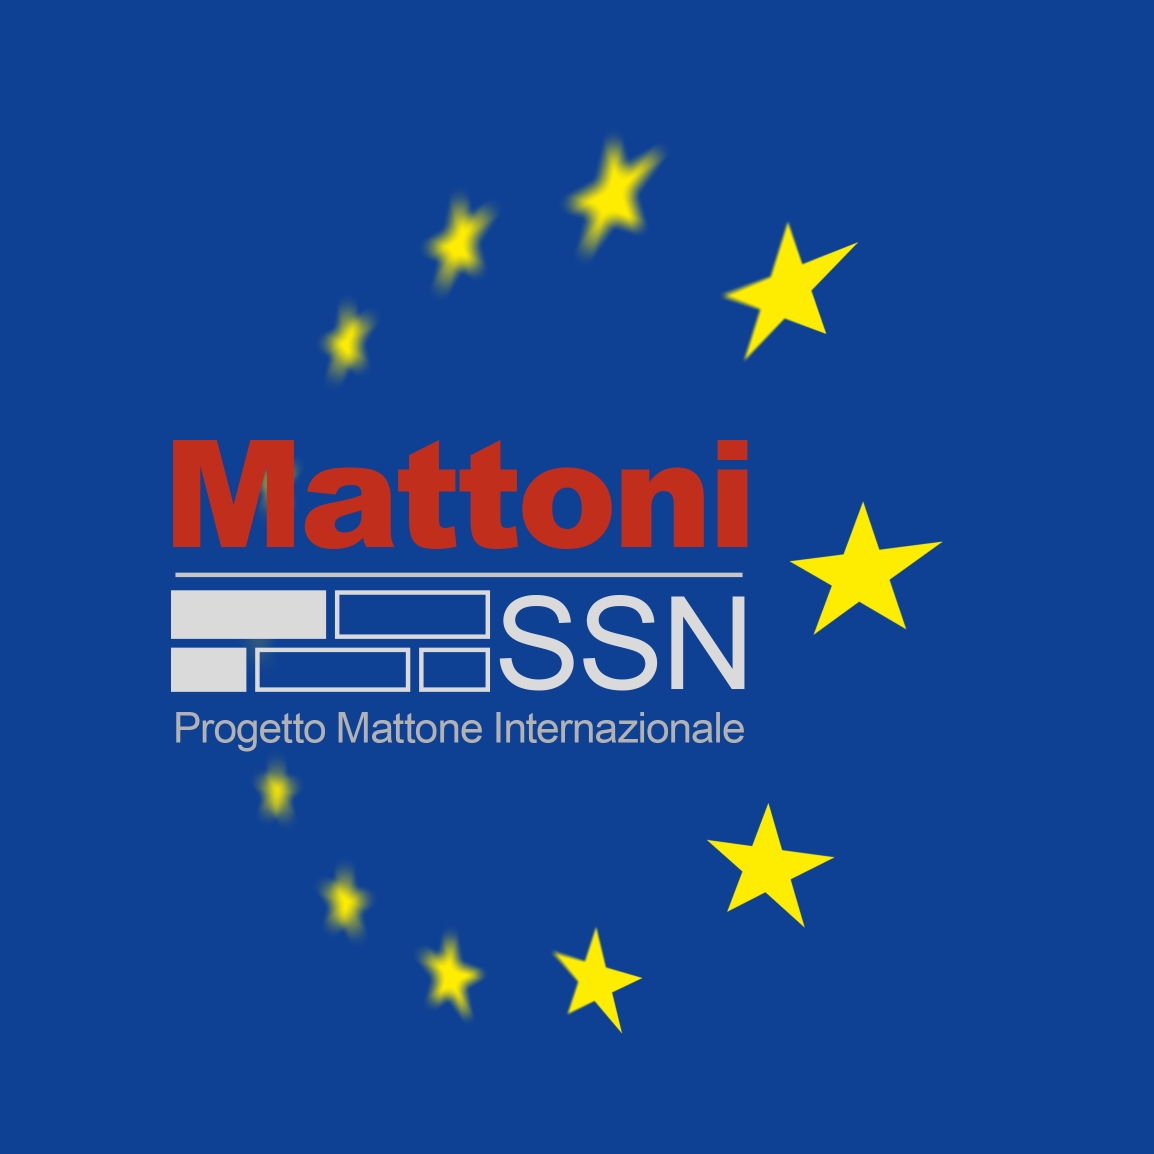 Mattoni
SSN
Progetto Mattone Internazionale